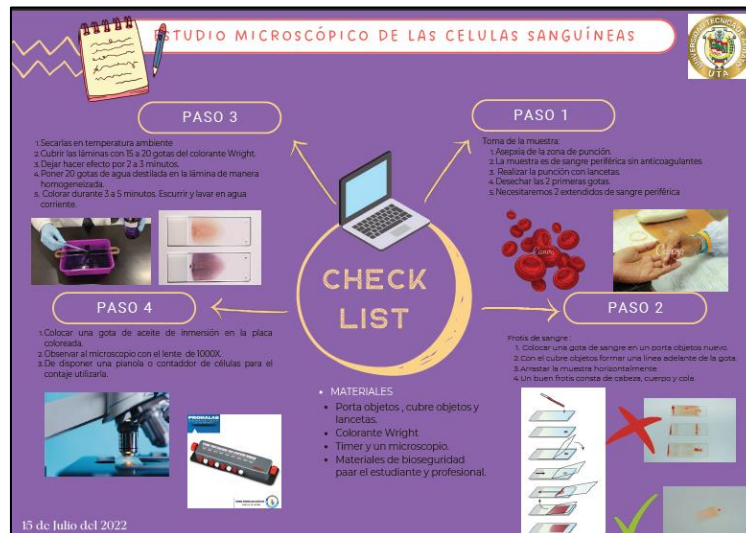 ESTUDIO MICROSCÓPICO DE LAS CELULAS SANGUÍNEAS
UTA
PASO 1
Toma de la muestra:
1. Asepxia de la zona de punción.
2. La muestra es de sangre periférica sin anticoagulantes
3. Realizar la punción con lancetas.
4. Desechar las 2 primeras gotas.
5. Necesitaremos 2 extendidos de sangre periférica
PASO 2
Frotis de sangre :
1. Colocar una gota de sangre en un porta objetos nuevo.
2. Con el cubre objetos formar una linea adelante de la gota.
3. Arrastar la muestra horizontalmente
4. Un buen frotis consta de cabeza, cuerpo y cola.
PASO 3
1. Secarlas en temperatura ambiente
2. Cubrir las láminas con 15 a 20 gotas del colorante Wright.
3. Dejar hacer efecto por 2 a 3 minutos.
4. Poner 20 gotas de agua destilada en la lámina de manera
homogeneizada.
5. Colorar durante 3 a 5 minutos. Escurrir y lavar en agua
corriente.
PASO 4
1. Colocar una gota de aceite de inmersión en la placa
coloreada.
2. Observar al microscopio con el lente de 1000X.
3. De disponer una pianola o contaddor de células para el
contaje utilizarla.
CHECK
LIST
• MATERIALES
• Porta objetos , cubre objetos y
lancetas.
• Colorante Wright
• Timer y un microscopio.
• Materiales de bioseguridad
paar el estudiante y profesional.
PROMALAB
15 de Julio del 2022